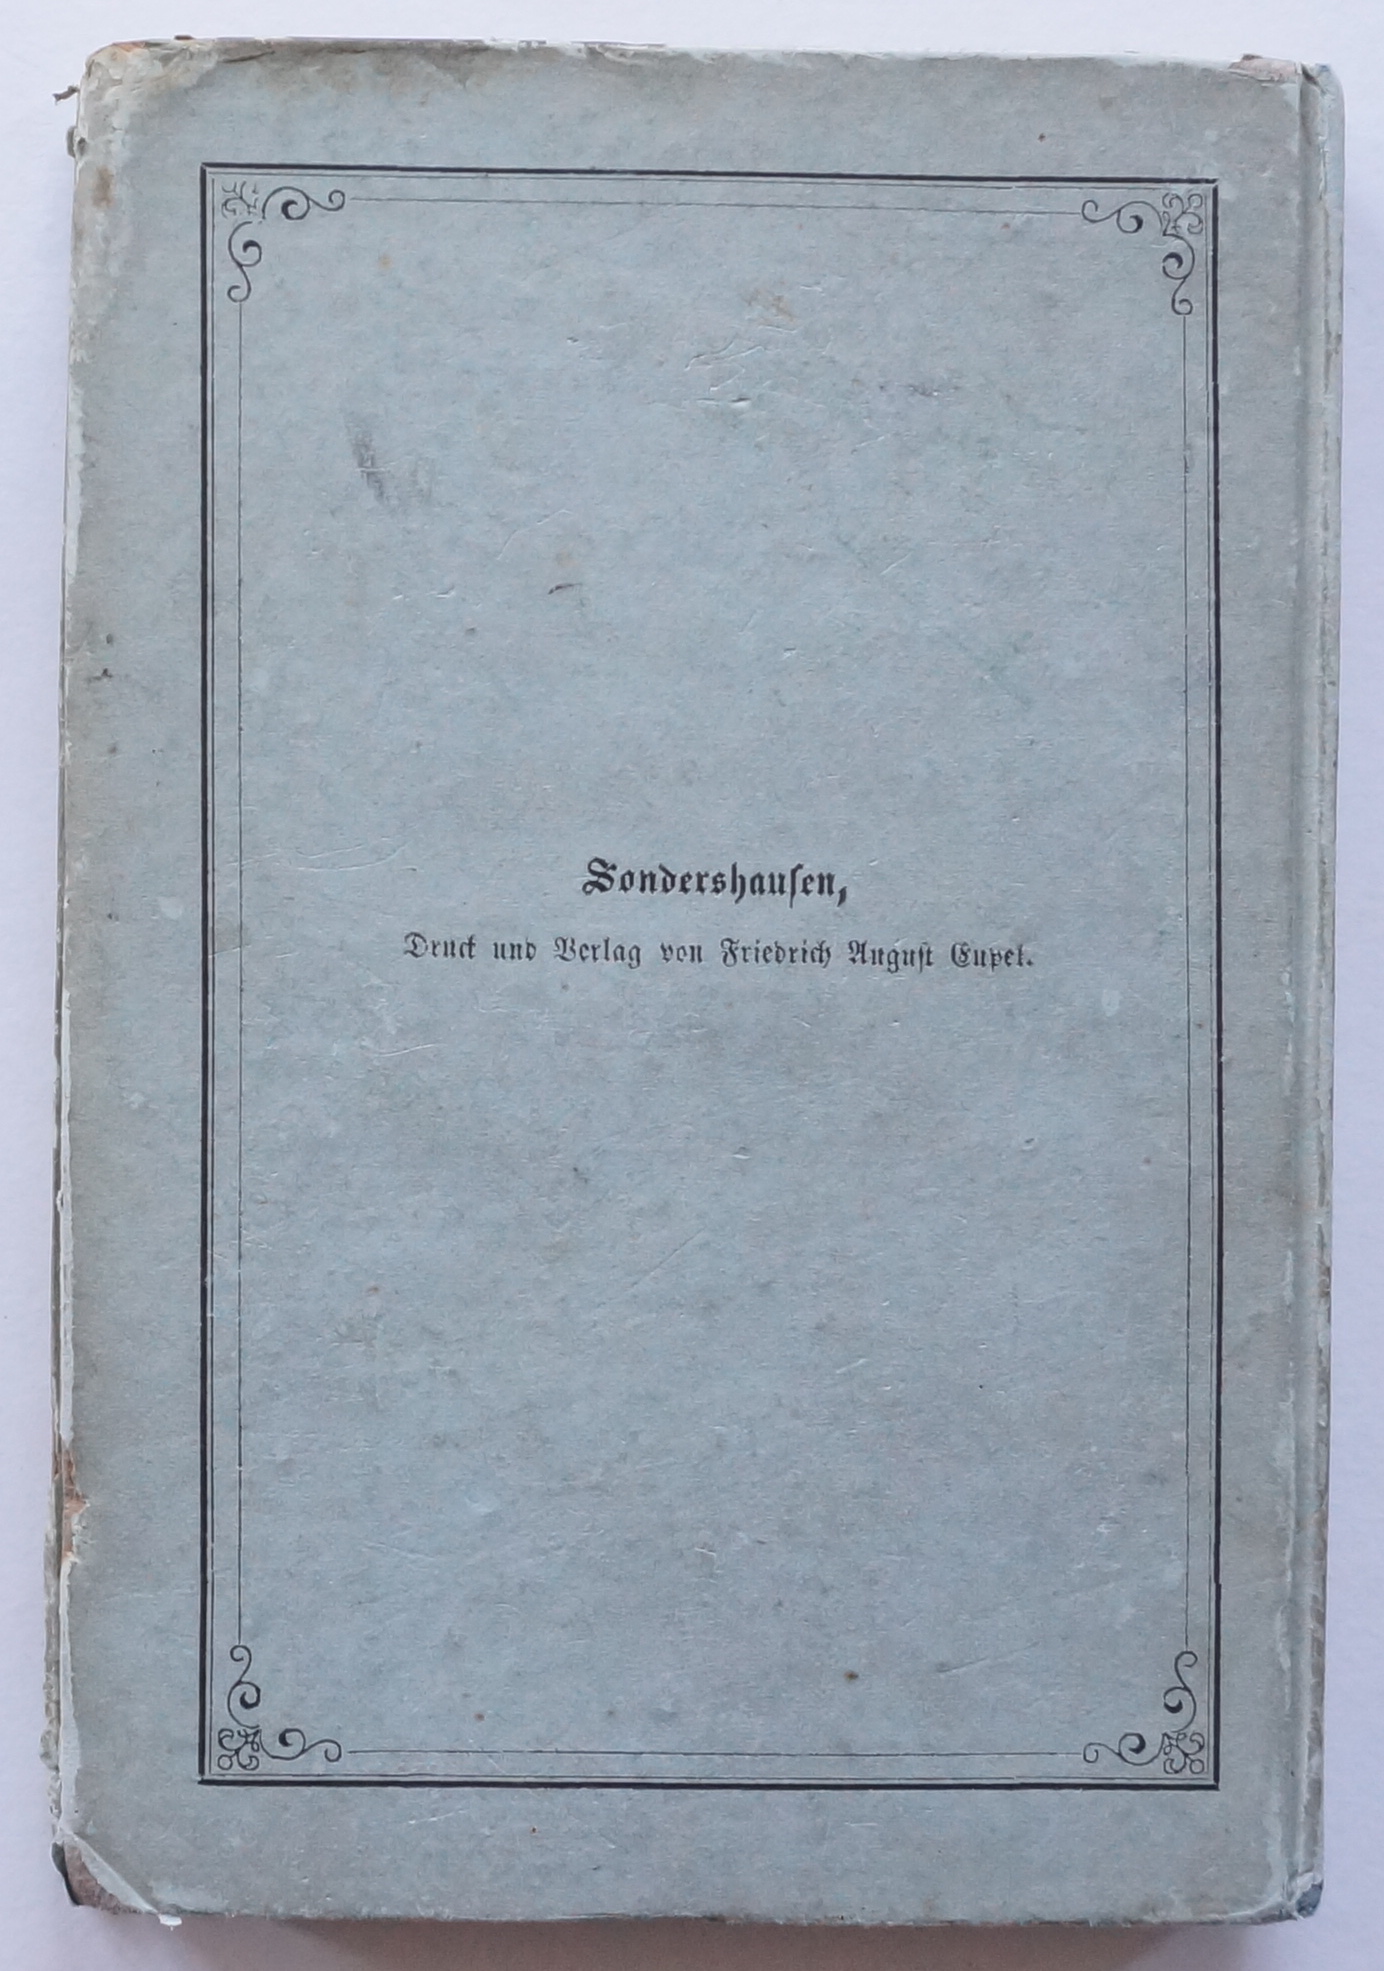 Sondershausen,
Druck und Verlag von Friedrich August Eupel.